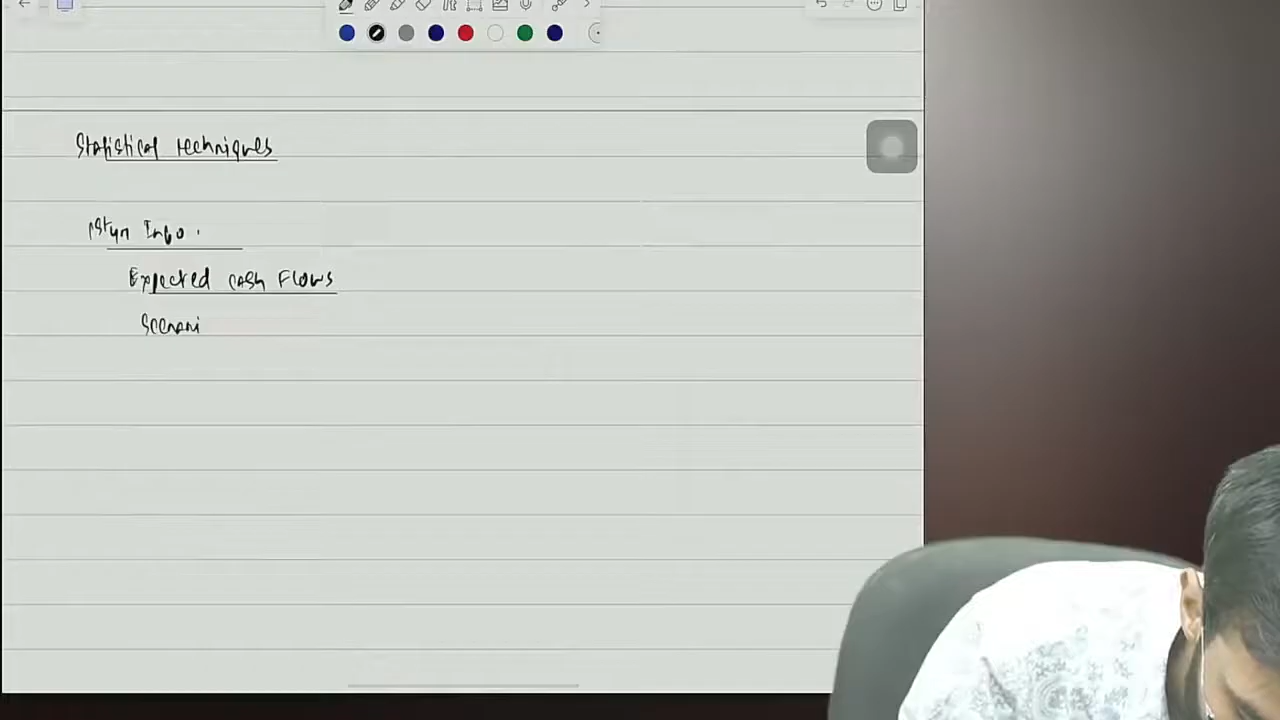 Statistical techniques
1st yr Info.
Expected cash Flows
Scenari